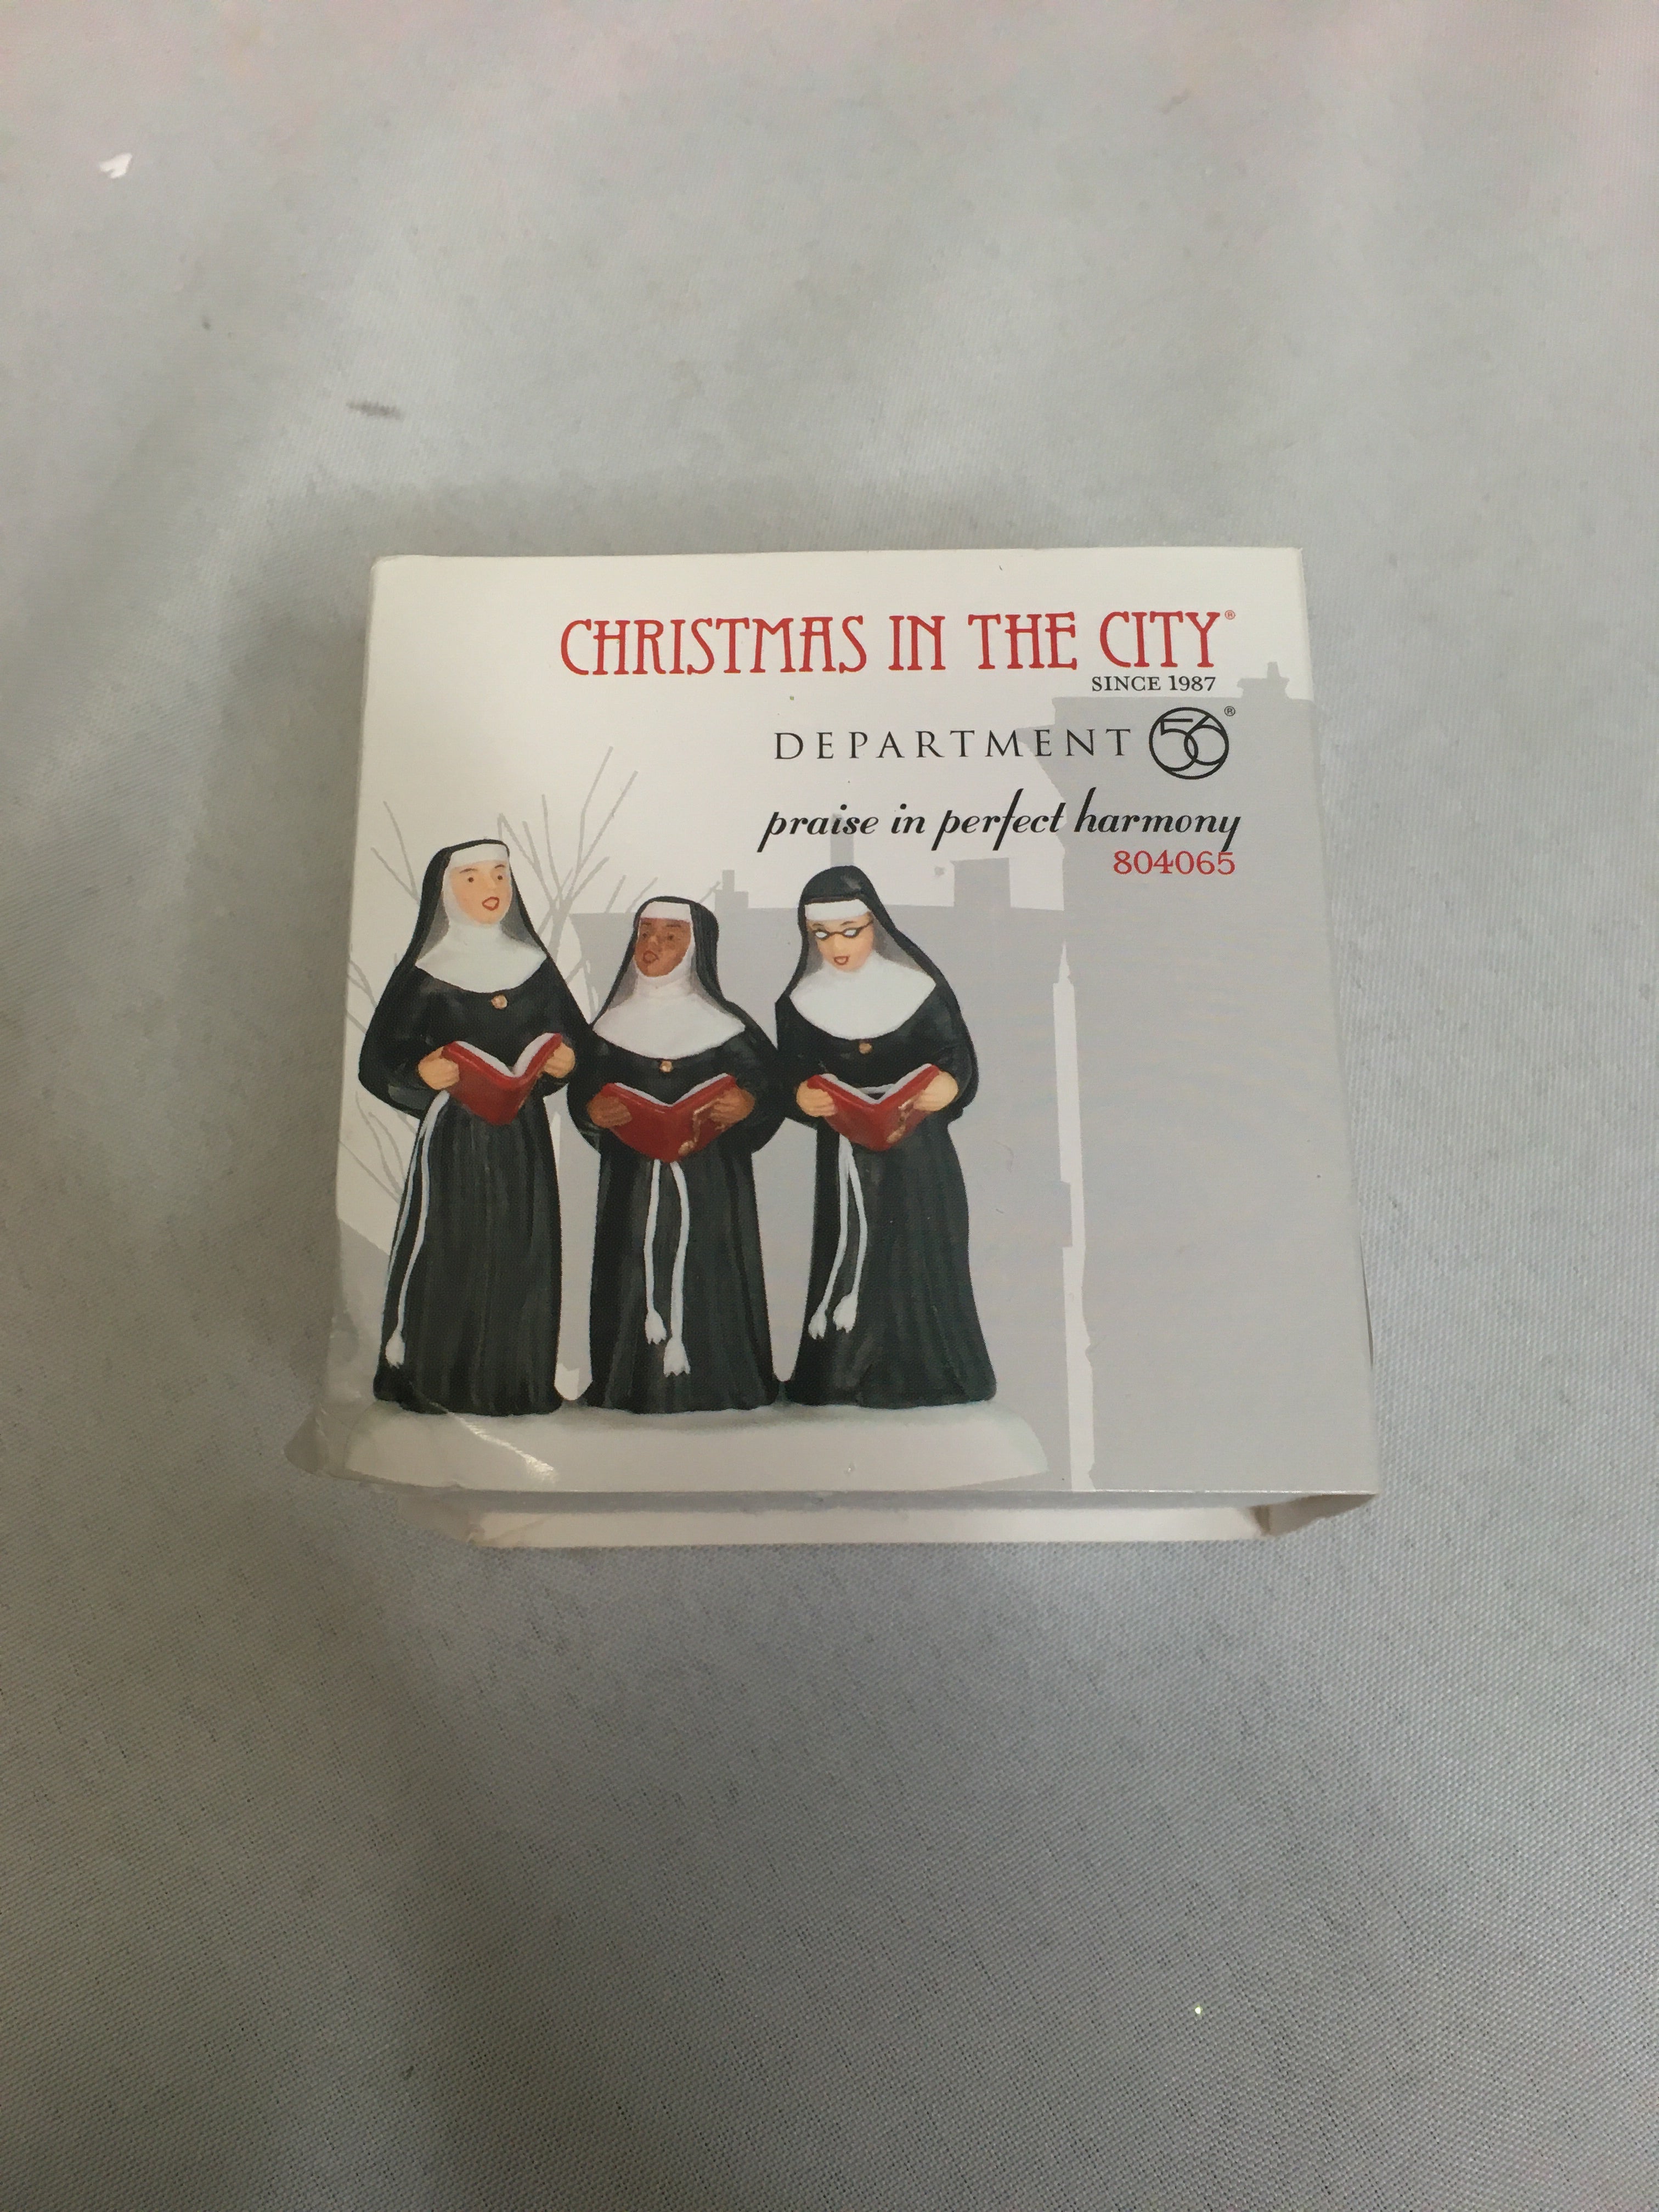 CHRISTMAS IN THE CITY®
SINCE 1987
DEPARTMENT 56®
praise in perfect harmony
804065